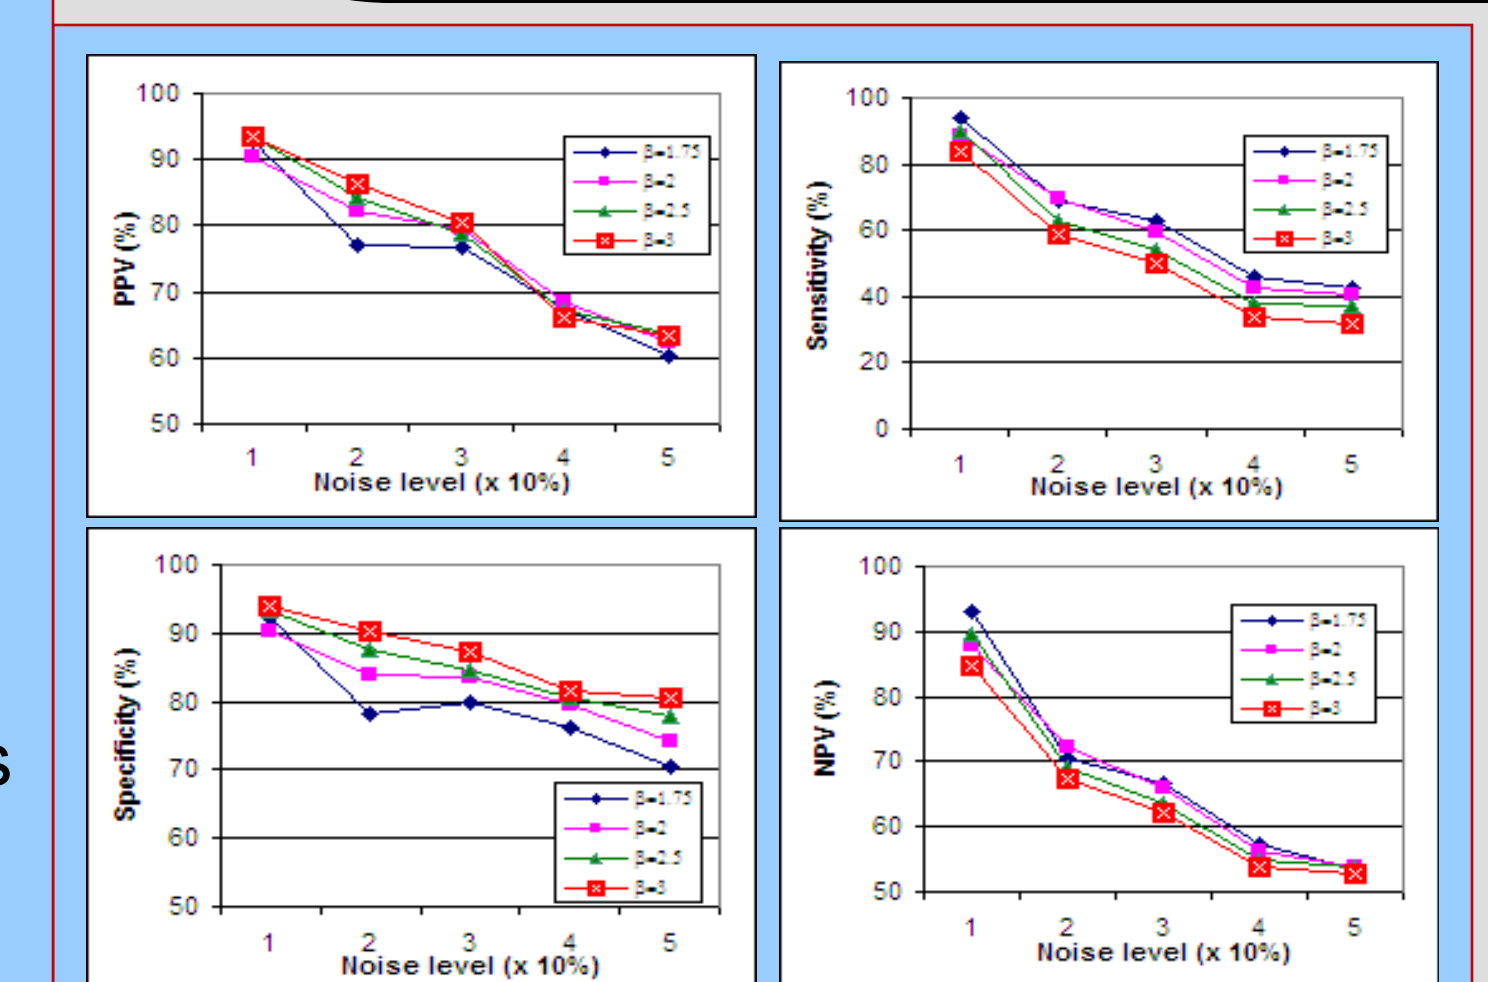 100
90
80
70
60
50
PPV (%)
1 2 3 4 5
Noise level (x 10%)
β=1.75
β=2
β=2.5
β=3
100
80
60
40
20
0
Sensitivity (%)
1 2 3 4 5
Noise level (x 10%)
β=1.75
β=2
β=2.5
β=3
s
100
90
80
70
60
50
Specificity (%)
1 2 3 4 5
Noise level (x 10%)
β=1.75
β=2
β=2.5
β=3
100
90
80
70
60
50
NPV (%)
1 2 3 4 5
Noise level (x 10%)
β=1.75
β=2
β=2.5
β=3